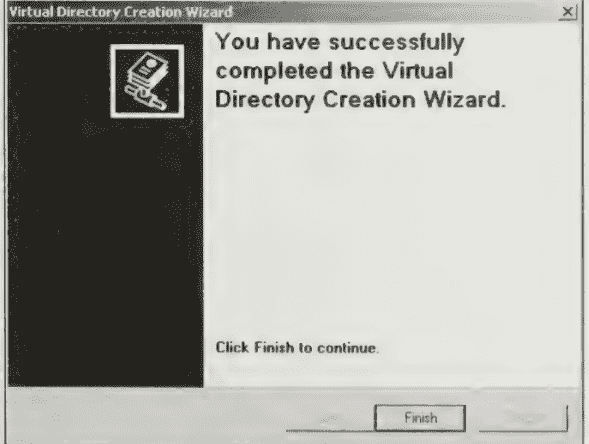 Virtual Directory Creation Wizard
You have successfully
completed the Virtual
Directory Creation Wizard.
Click Finish to continue.
Finish